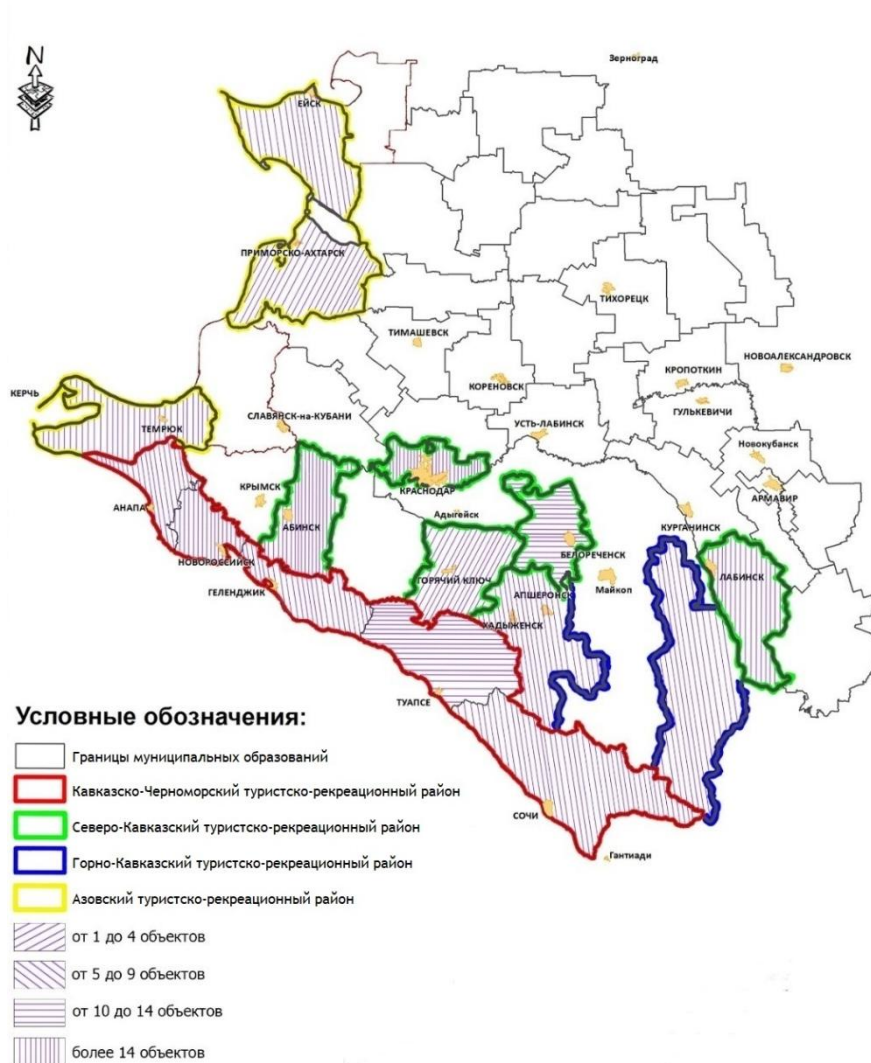 N
Зерноград
ЕЙСК
ПРИМОРСКО-АХТАРСК
ТИХОРЕЦК
ТИМАШЕВСК
НОВОАЛЕКСАНДРОВСК
КРОПОТКИН
КОРЕНОВСК
КЕРЧЬ
ГУЛЬКЕВИЧИ
ТЕМРЮК
СЛАВЯНСК-на-КУБАНИ
УСТЬ-ЛАБИНСК
Новокубанск
КРАСНОДАР
АРМАВИР
КРЫМСК
АНАПА
Адыгейск
АБИНСК
КУРГАНИНСК
БЕЛОРЕЧЕНСК
НОВОРОССИЙСК
ЛАБИНСК
ГОРЯЧИЙ КЛЮЧ
Майкоп
ГЕЛЕНДЖИК
АПШЕРОНСК
ХАДЫЖЕНСК
ТУАПСЕ
СОЧИ
Гантиади
Условные обозначения:
Границы муниципальных образований
Кавказско-Черноморский туристско-рекреационный район
Северо-Кавказский туристско-рекреационный район
Горно-Кавказский туристско-рекреационный район
Азовский туристско-рекреационный район
от 1 до 4 объектов
от 5 до 9 объектов
от 10 до 14 объектов
более 14 объектов